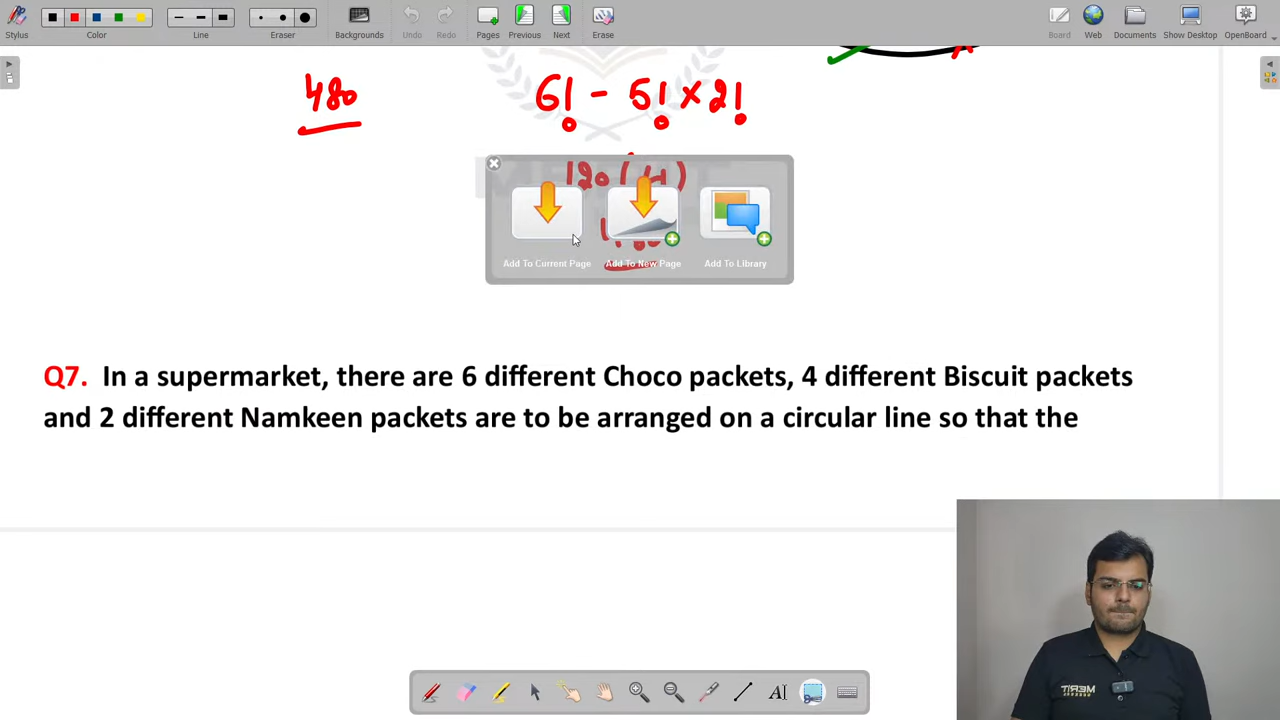 Stylus
Color
Line
Eraser
Backgrounds
Undo
Redo
Pages
Previous
Next
Erase
Board
Web
Documents
Show Desktop
OpenBoard
480
6! - 5! × 2!
120 (4)
Add To Current Page
Add To New Page
Add To Library
Q7. In a supermarket, there are 6 different Choco packets, 4 different Biscuit packets
and 2 different Namkeen packets are to be arranged on a circular line so that the
MERIT